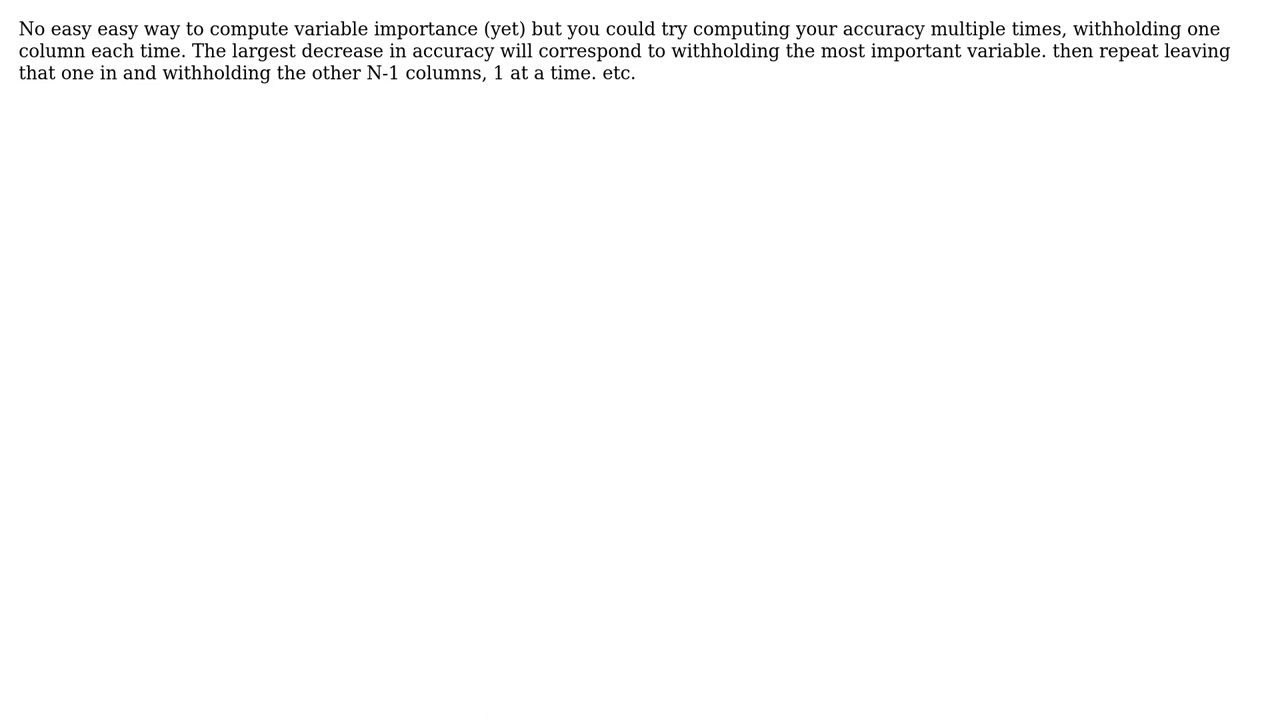 No easy easy way to compute variable importance (yet) but you could try computing your accuracy multiple times, withholding one
column each time. The largest decrease in accuracy will correspond to withholding the most important variable. then repeat leaving
that one in and withholding the other N-1 columns, 1 at a time. etc.